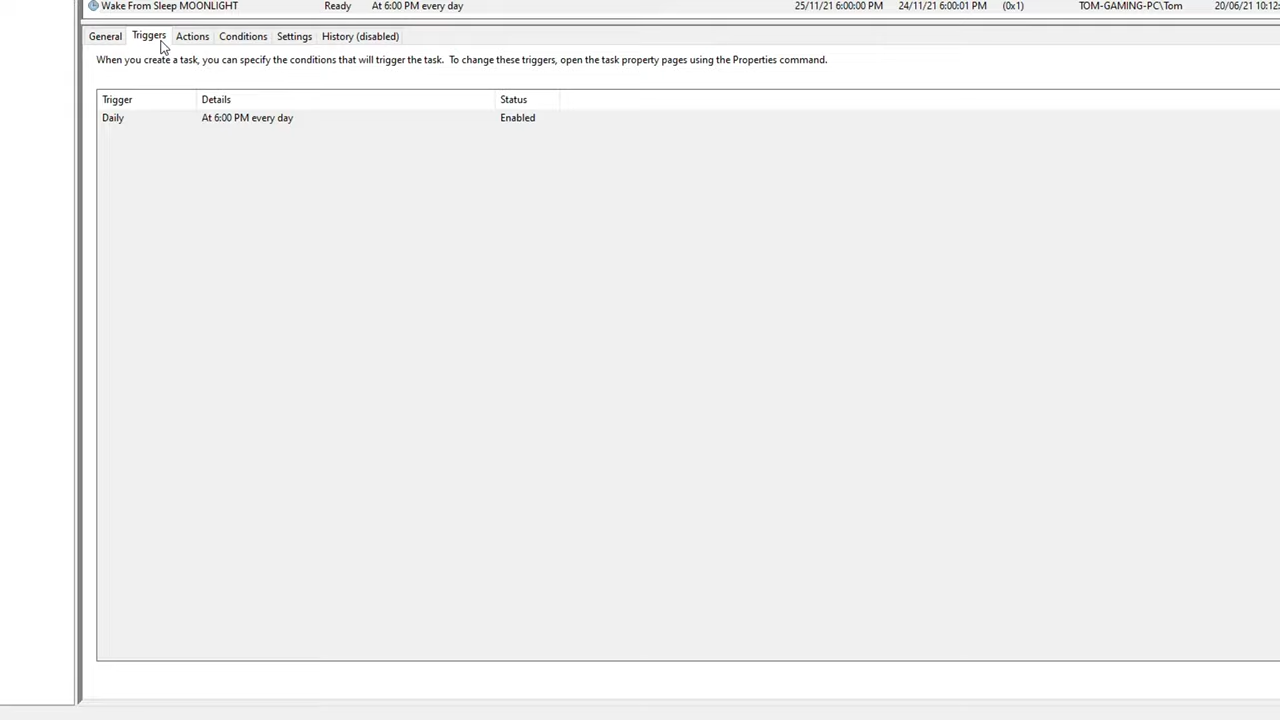 Wake From Sleep MOONLIGHT Ready At 6:00 PM every day 25/11/21 6:00:00 PM 24/11/21 6:00:01 PM (0x1) TOM-GAMING-PC\Tom 20/06/21 10:12:
General Triggers Actions Conditions Settings History (disabled)
When you create a task, you can specify the conditions that will trigger the task. To change these triggers, open the task property pages using the Properties command.
Trigger Details Status
Daily At 6:00 PM every day Enabled